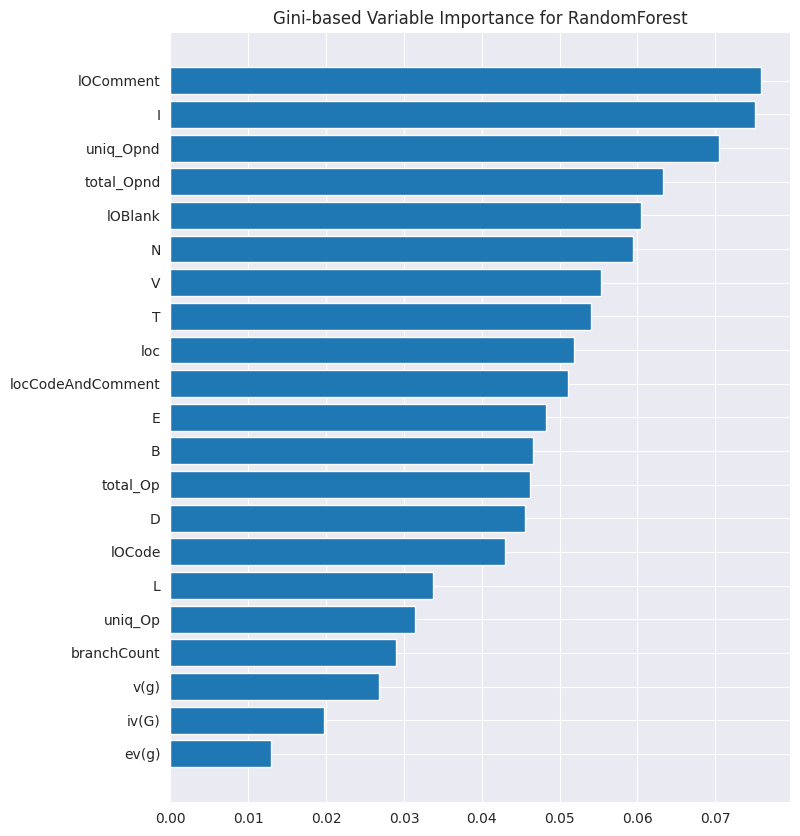 Gini-based Variable Importance for RandomForest
lOComment
I
uniq_Opnd
total_Opnd
lOBlank
N
V
T
loc
locCodeAndComment
E
B
total_Op
D
lOCode
L
uniq_Op
branchCount
v(g)
iv(G)
ev(g)
0.00 0.01 0.02 0.03 0.04 0.05 0.06 0.07